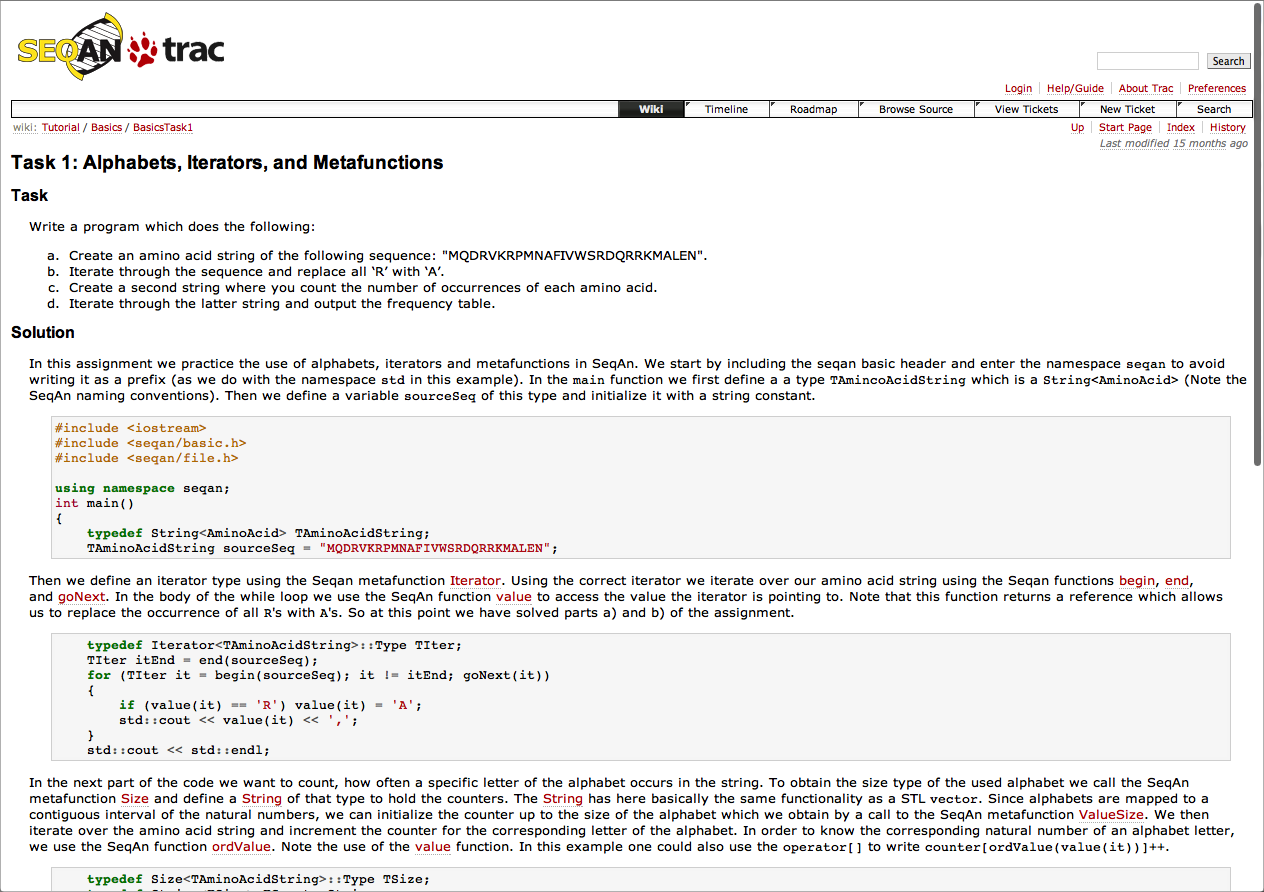 SEQAN trac
Search
Login Help/Guide About Trac Preferences
Wiki Timeline Roadmap Browse Source View Tickets New Ticket Search
wiki: Tutorial / Basics / BasicsTask1
Up Start Page Index History
Last modified 15 months ago
Task 1: Alphabets, Iterators, and Metafunctions
Task
Write a program which does the following:
a. Create an amino acid string of the following sequence: "MQDRVKRPMNAFIVWSRDQRRKMALEN".
b. Iterate through the sequence and replace all ‘R’ with ‘A’.
c. Create a second string where you count the number of occurrences of each amino acid.
d. Iterate through the latter string and output the frequency table.
Solution
In this assignment we practice the use of alphabets, iterators and metafunctions in SeqAn. We start by including the seqan basic header and enter the namespace seqan to avoid
writing it as a prefix (as we do with the namespace std in this example). In the main function we first define a a type TAmincoAcidString which is a String<AminoAcid> (Note the
SeqAn naming conventions). Then we define a variable sourceSeq of this type and initialize it with a string constant.
#include <iostream>
#include <seqan/basic.h>
#include <seqan/file.h>
using namespace seqan;
int main()
{
typedef String<AminoAcid> TAminoAcidString;
TAminoAcidString sourceSeq = "MQDRVKRPMNAFIVWSRDQRRKMALEN";
Then we define an iterator type using the Seqan metafunction Iterator. Using the correct iterator we iterate over our amino acid string using the Seqan functions begin, end,
and goNext. In the body of the while loop we use the SeqAn function value to access the value the iterator is pointing to. Note that this function returns a reference which allows
us to replace the occurrence of all R's with A's. So at this point we have solved parts a) and b) of the assignment.
typedef Iterator<TAminoAcidString>::Type TIter;
TIter itEnd = end(sourceSeq);
for (TIter it = begin(sourceSeq); it != itEnd; goNext(it))
{
if (value(it) == 'R') value(it) = 'A';
std::cout << value(it) << ',';
}
std::cout << std::endl;
In the next part of the code we want to count, how often a specific letter of the alphabet occurs in the string. To obtain the size type of the used alphabet we call the SeqAn
metafunction Size and define a String of that type to hold the counters. The String has here basically the same functionality as a STL vector. Since alphabets are mapped to a
contiguous interval of the natural numbers, we can initialize the counter up to the size of the alphabet which we obtain by a call to the SeqAn metafunction ValueSize. We then
iterate over the amino acid string and increment the counter for the corresponding letter of the alphabet. In order to know the corresponding natural number of an alphabet letter,
we use the SeqAn function ordValue. Note the use of the value function. In this example one could also use the operator[] to write counter[ordValue(value(it))]++.
typedef Size<TAminoAcidString>::Type TSize;